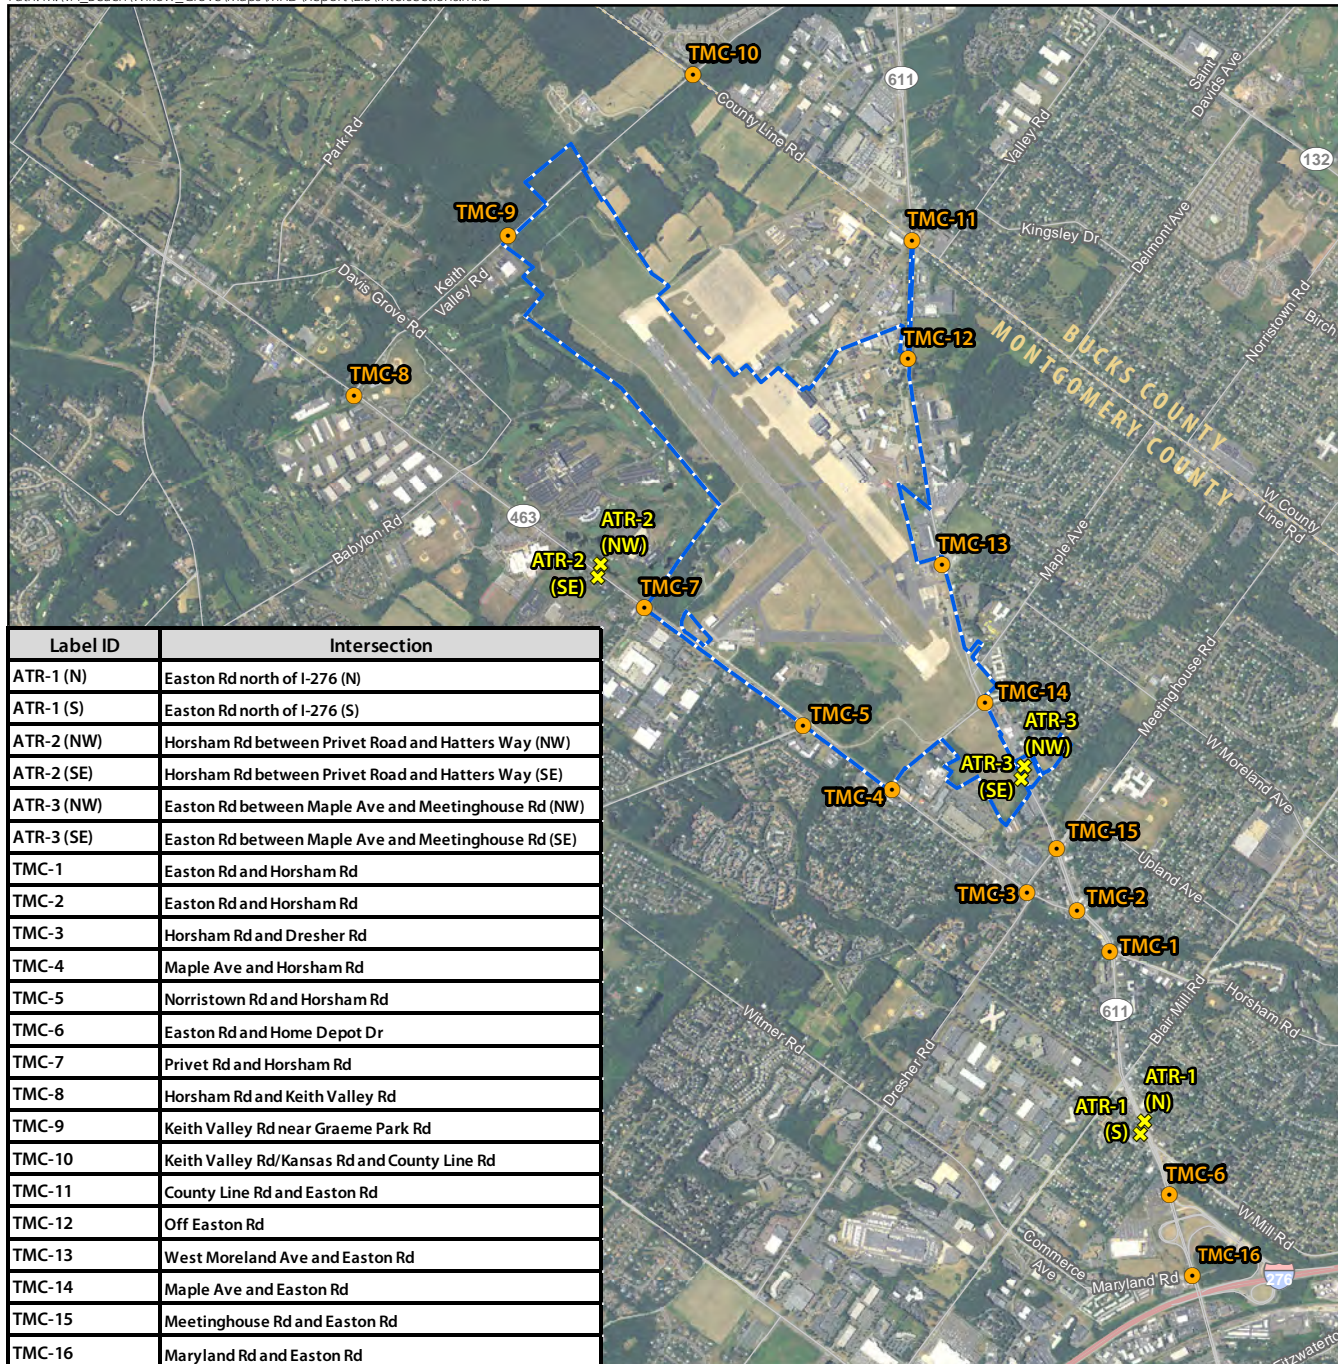 TMC-10
611
Saint
Davids Ave
County Line Rd
Park Rd
Valley Rd
132
TMC-9
TMC-11
Kingsley Dr
Delmont Ave
Keith
Valley Rd
Davis Grove Rd
Norristown Rd
Birch
TMC-12
BUCKS COUNTY
MONTGOMERY COUNTY
TMC-8
W County
Line Rd
463
Babylon Rd
ATR-2
(NW)
ATR-2
(SE)
TMC-13
Maple Ave
TMC-7
Meetinghouse Rd
TMC-14
TMC-5
ATR-3
(NW)
ATR-3
(SE)
W Moreland Ave
TMC-4
TMC-15
Upland Ave
TMC-3
TMC-2
TMC-1
Horsham Rd
Blair Mill Rd
611
Witmer Rd
Dresher Rd
ATR-1
(N)
ATR-1
(S)
TMC-6
W Mill Rd
Commerce
Ave
Maryland Rd
TMC-16
276
Label ID Intersection
ATR-1 (N) Easton Rd north of I-276 (N)
ATR-1 (S) Easton Rd north of I-276 (S)
ATR-2 (NW) Horsham Rd between Privet Road and Hatters Way (NW)
ATR-2 (SE) Horsham Rd between Privet Road and Hatters Way (SE)
ATR-3 (NW) Easton Rd between Maple Ave and Meetinghouse Rd (NW)
ATR-3 (SE) Easton Rd between Maple Ave and Meetinghouse Rd (SE)
TMC-1 Easton Rd and Horsham Rd
TMC-2 Easton Rd and Horsham Rd
TMC-3 Horsham Rd and Dresher Rd
TMC-4 Maple Ave and Horsham Rd
TMC-5 Norristown Rd and Horsham Rd
TMC-6 Easton Rd and Home Depot Dr
TMC-7 Privet Rd and Horsham Rd
TMC-8 Horsham Rd and Keith Valley Rd
TMC-9 Keith Valley Rd near Graeme Park Rd
TMC-10 Keith Valley Rd/Kansas Rd and County Line Rd
TMC-11 County Line Rd and Easton Rd
TMC-12 Off Easton Rd
TMC-13 West Moreland Ave and Easton Rd
TMC-14 Maple Ave and Easton Rd
TMC-15 Meetinghouse Rd and Easton Rd
TMC-16 Maryland Rd and Easton Rd